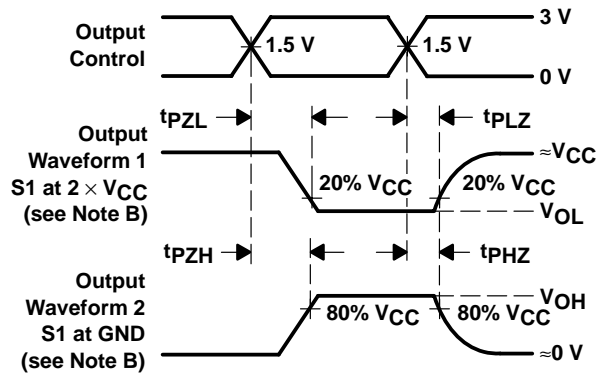 Output
Control
1.5 V
1.5 V
3 V
0 V
tPZL
tPLZ
Output
Waveform 1
S1 at 2 × VCC
(see Note B)
20% VCC
20% VCC
≈VCC
VOL
tPZH
tPHZ
Output
Waveform 2
S1 at GND
(see Note B)
80% VCC
80% VCC
VOH
≈0 V